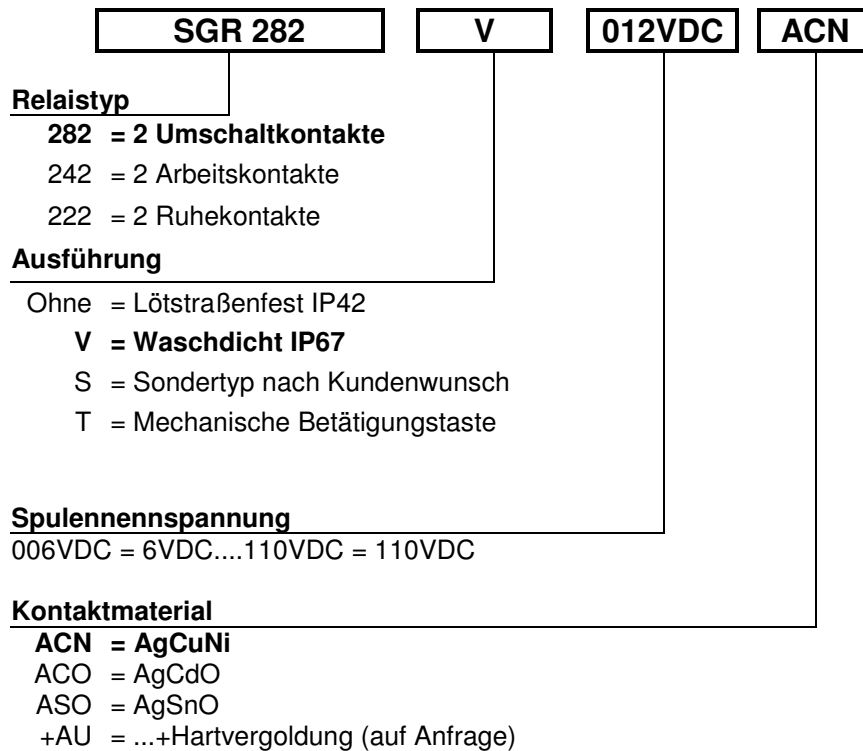 SGR 282 V 012VDC ACN
Relaistyp
282 = 2 Umschaltkontakte
242 = 2 Arbeitskontakte
222 = 2 Ruhekontakte
Ausführung
Ohne = Lötstraßenfest IP42
V = Waschdicht IP67
S = Sondertyp nach Kundenwunsch
T = Mechanische Betätigungstaste
Spulennennspannung
006VDC = 6VDC....110VDC = 110VDC
Kontaktmaterial
ACN = AgCuNi
ACO = AgCdO
ASO = AgSnO
+AU = ...+Hartvergoldung (auf Anfrage)